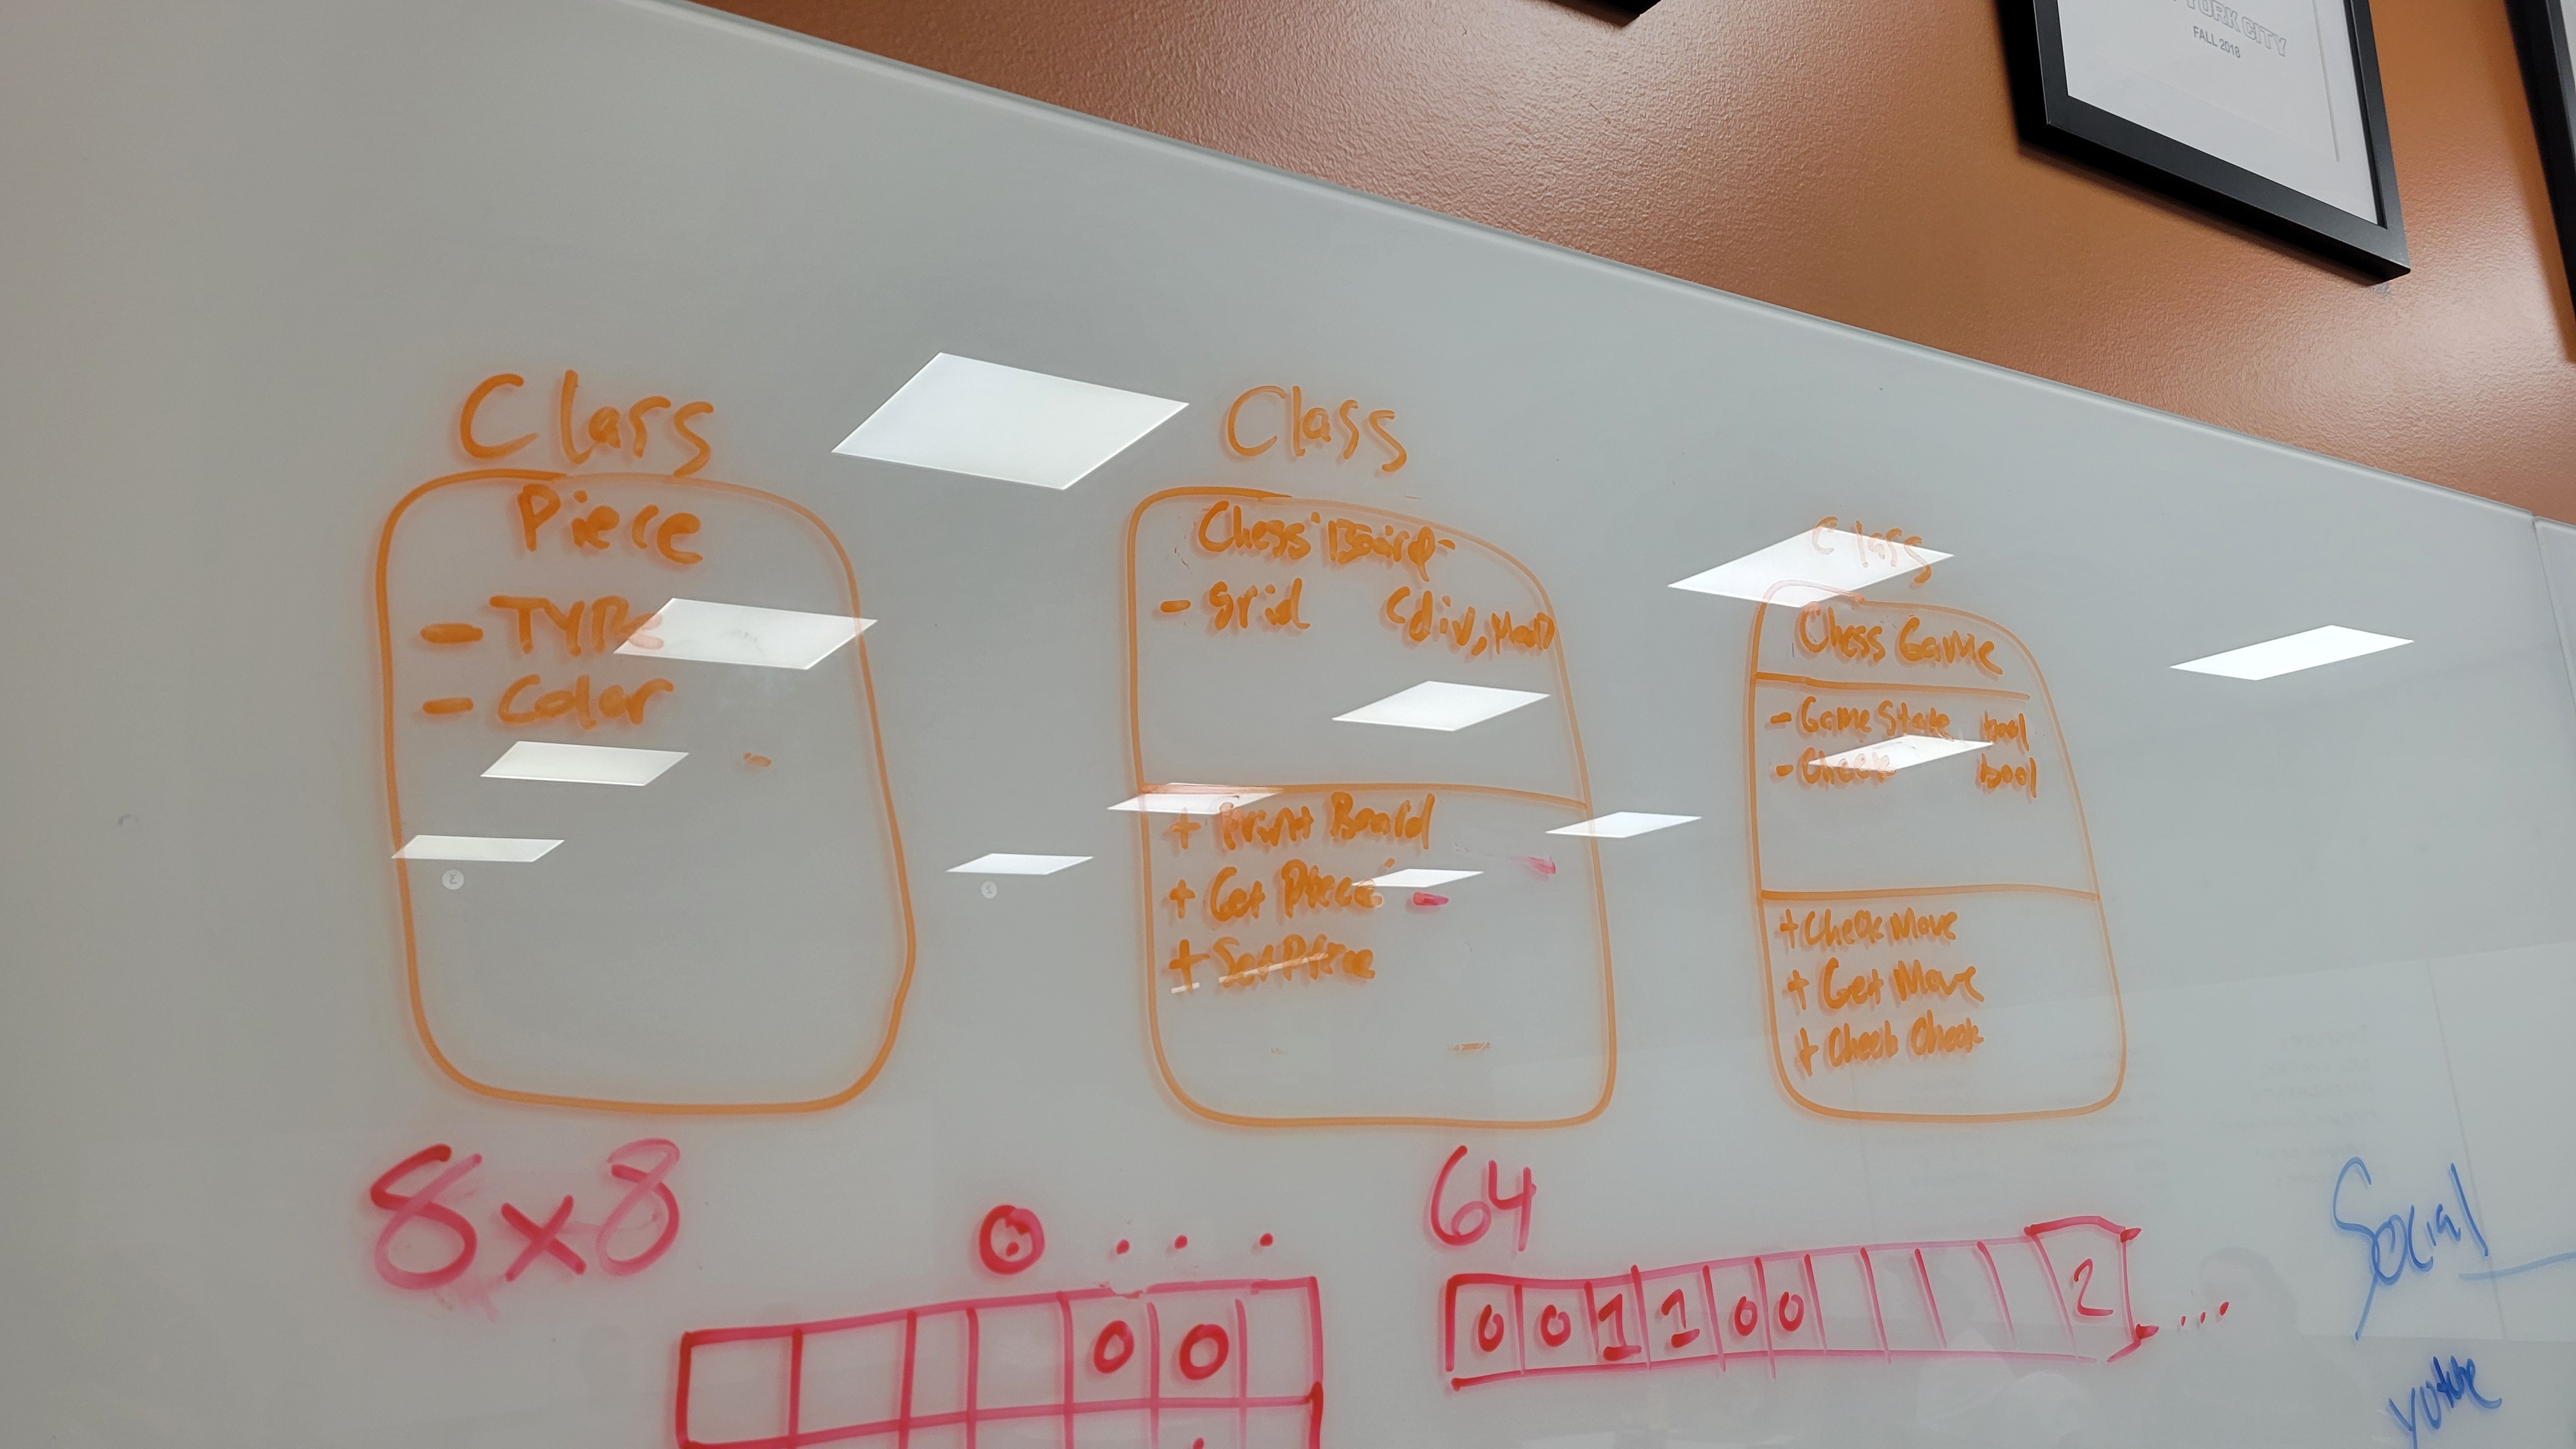 YORK CITY
FALL 2018
Class
Piece
- TYPE
- Color
Class
Chess Board
- grid (div, Mod)
+ Print Board
+ Get Piece
+ Set Piece
Class
Chess Game
- Game State bool
- Check bool
+ Check Move
+ Get Move
+ Check Check
8x8
0 . . .
0 0
64
0 0 1 1 0 0 2 ...
Social